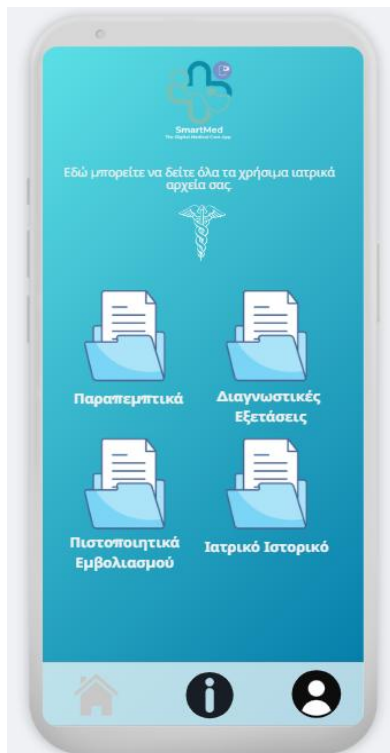 SmartMed
The Digital Medical Care App
Εδώ μπορείτε να δείτε όλα τα χρήσιμα ιατρικά
αρχεία σας.
Παραπεμπτικά
Διαγνωστικές
Εξετάσεις
Πιστοποιητικά
Εμβολιασμού
Ιατρικό Ιστορικό